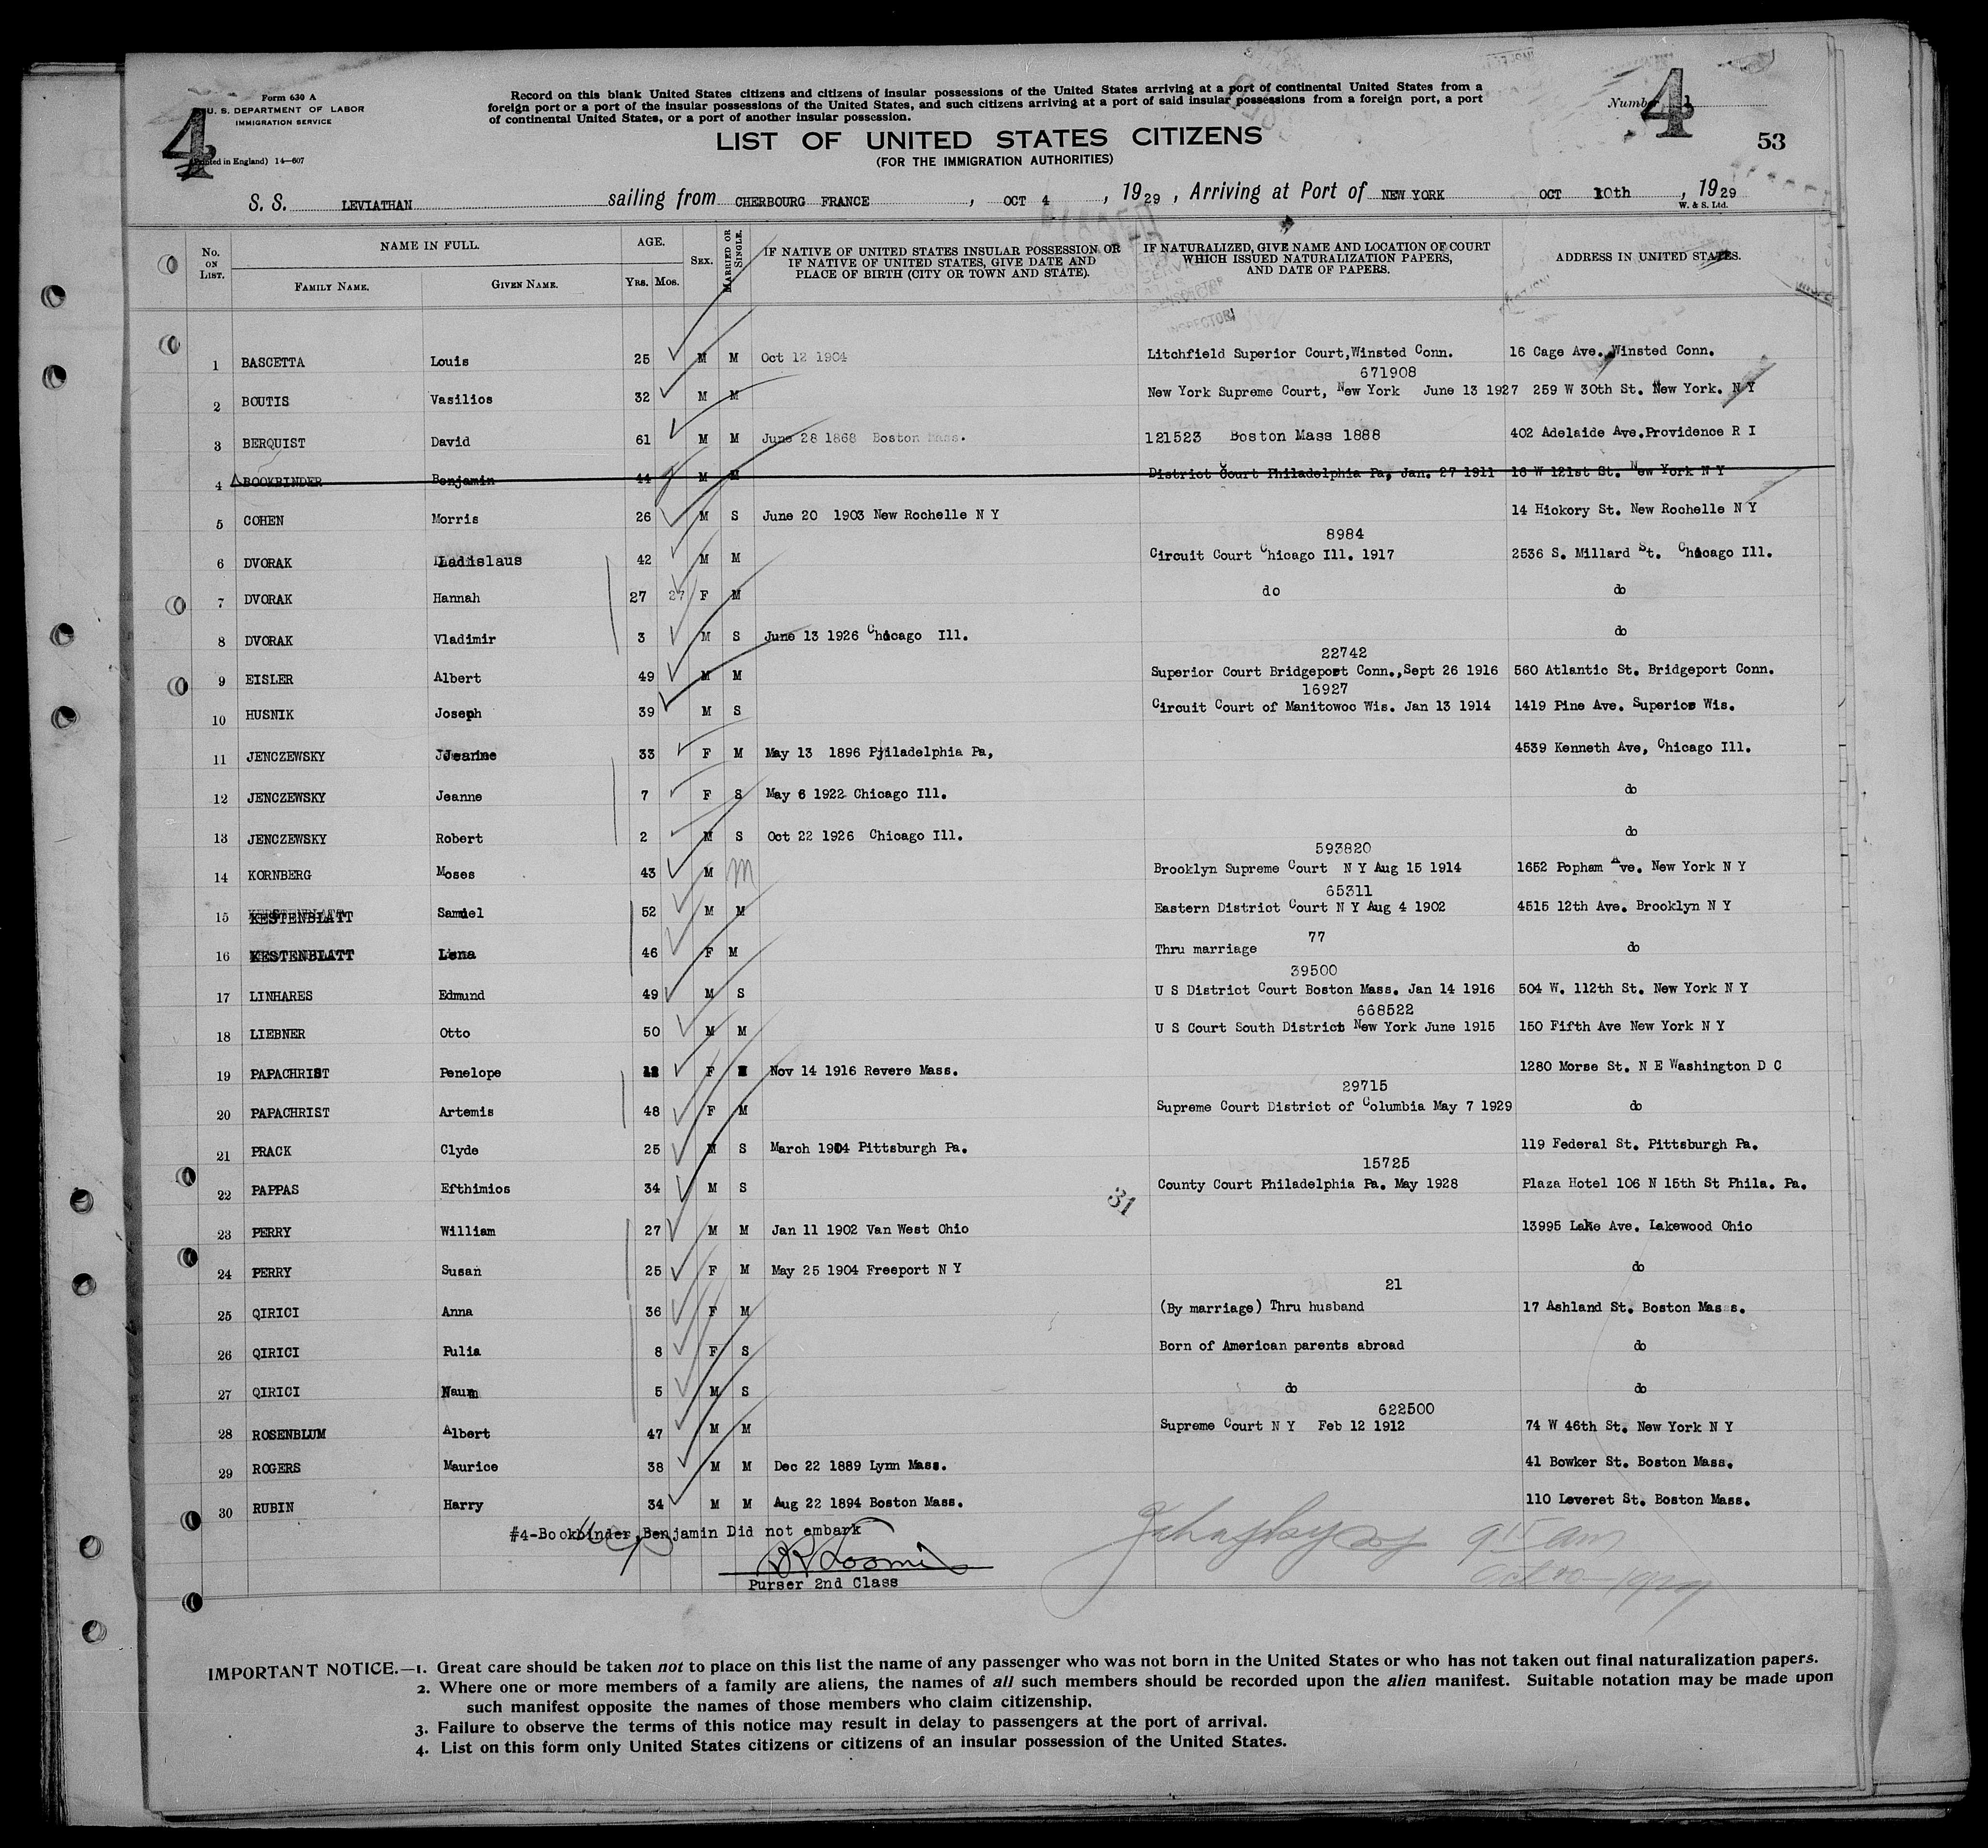 Form 630 A
U. S. DEPARTMENT OF LABOR
IMMIGRATION SERVICE
(Printed in England) 14—607
4
Record on this blank United States citizens and citizens of insular possessions of the United States arriving at a port of continental United States from a
foreign port or a port of the insular possessions of the United States, and such citizens arriving at a port of said insular possessions from a foreign port, a port
of continental United States, or a port of another insular possession.
LIST OF UNITED STATES CITIZENS
(FOR THE IMMIGRATION AUTHORITIES)
Number 4
53
S. S. LEVIATHAN sailing from CHERBOURG FRANCE, OCT 4, 1929, Arriving at Port of NEW YORK OCT 10th, 1929
W. & S. Ltd.
No. ON LIST. NAME IN FULL. FAMILY NAME. GIVEN NAME. AGE. Yrs. Mos. SEX. MARRIED OR SINGLE. IF NATIVE OF UNITED STATES INSULAR POSSESSION OR IF NATIVE OF UNITED STATES, GIVE DATE AND PLACE OF BIRTH (CITY OR TOWN AND STATE). IF NATURALIZED, GIVE NAME AND LOCATION OF COURT WHICH ISSUED NATURALIZATION PAPERS, AND DATE OF PAPERS. ADDRESS IN UNITED STATES.
INSPECTOR
1 BASCETTA Louis 25 M M Oct 12 1904 Litchfield Superior Court,Winsted Conn. 16 Cage Ave. Winsted Conn.
671908
2 BOUTIS Vasilios 32 M M New York Supreme Court, New York June 13 1927 259 W 30th St. New York. N Y
3 BERQUIST David 61 M M June 28 1868 Boston Mass. 121523 Boston Mass 1888 402 Adelaide Ave.Providence R I
4 BOOKBINDER Benjamin 44 M M District Court Philadelphia Pa, Jan. 27 1911 16 W 121st St. New York N Y
5 COHEN Morris 26 M S June 20 1903 New Rochelle N Y 14 Hickory St. New Rochelle N Y
8984
6 DVORAK Ladislaus 42 M M Circuit Court Chicago Ill. 1917 2536 S. Millard St. Chicago Ill.
7 DVORAK Hannah 27 27 F M do do
8 DVORAK Vladimir 3 M S June 13 1926 Chicago Ill. do
22742
9 EISLER Albert 49 M M Superior Court Bridgeport Conn.,Sept 26 1916 560 Atlantic St. Bridgeport Conn.
16927
10 HUSNIK Joseph 39 M S Circuit Court of Manitowoc Wis. Jan 13 1914 1419 Pine Ave. Superior Wis.
11 JENCZEWSKY Jeanne 33 F M May 13 1896 Philadelphia Pa, 4539 Kenneth Ave, Chicago Ill.
12 JENCZEWSKY Jeanne 7 F S May 6 1922 Chicago Ill. do
13 JENCZEWSKY Robert 2 M S Oct 22 1926 Chicago Ill. do
593820
14 KORNBERG Moses 43 M M Brooklyn Supreme Court N Y Aug 15 1914 1652 Popham Ave. New York N Y
65311
15 KESTENBLATT Samuel 52 M M Eastern District Court N Y Aug 4 1902 4515 12th Ave. Brooklyn N Y
77
16 KESTENBLATT Lena 46 F M Thru marriage do
39500
17 LINHARES Edmund 49 M S U S District Court Boston Mass. Jan 14 1916 504 W. 112th St. New York N Y
668522
18 LIEBNER Otto 50 M M U S Court South District New York June 1915 150 Fifth Ave New York N Y
19 PAPACHRIST Penelope F Nov 14 1916 Revere Mass. 1280 Morse St. N E Washington D C
29715
20 PAPACHRIST Artemis 48 F M Supreme Court District of Columbia May 7 1929 do
21 PRACK Clyde 25 M S March 1904 Pittsburgh Pa. 119 Federal St. Pittsburgh Pa.
15725
22 PAPPAS Efthimios 34 M S County Court Philadelphia Pa. May 1928 Plaza Hotel 106 N 15th St Phila. Pa.
31
23 PERRY William 27 M M Jan 11 1902 Van West Ohio 13995 Lake Ave. Lakewood Ohio
24 PERRY Susan 25 F M May 25 1904 Freeport N Y do
21
25 QIRICI Anna 36 F M (By marriage) Thru husband 17 Ashland St. Boston Mass.
26 QIRICI Pulia 8 F S Born of American parents abroad do
27 QIRICI Naum 5 M S do do
622500
28 ROSENBLUM Albert 47 M M Supreme Court N Y Feb 12 1912 74 W 46th St. New York N Y
29 ROGERS Maurice 38 M M Dec 22 1889 Lynn Mass. 41 Bowker St. Boston Mass.
30 RUBIN Harry 34 M M Aug 22 1894 Boston Mass. 110 Leveret St. Boston Mass.
#4-Bookbinder,Benjamin Did not embark
Loomis
Purser 2nd Class
9 15 am
Oct 10 - 1929
IMPORTANT NOTICE.—1. Great care should be taken not to place on this list the name of any passenger who was not born in the United States or who has not taken out final naturalization papers.
2. Where one or more members of a family are aliens, the names of all such members should be recorded upon the alien manifest. Suitable notation may be made upon
such manifest opposite the names of those members who claim citizenship.
3. Failure to observe the terms of this notice may result in delay to passengers at the port of arrival.
4. List on this form only United States citizens or citizens of an insular possession of the United States.